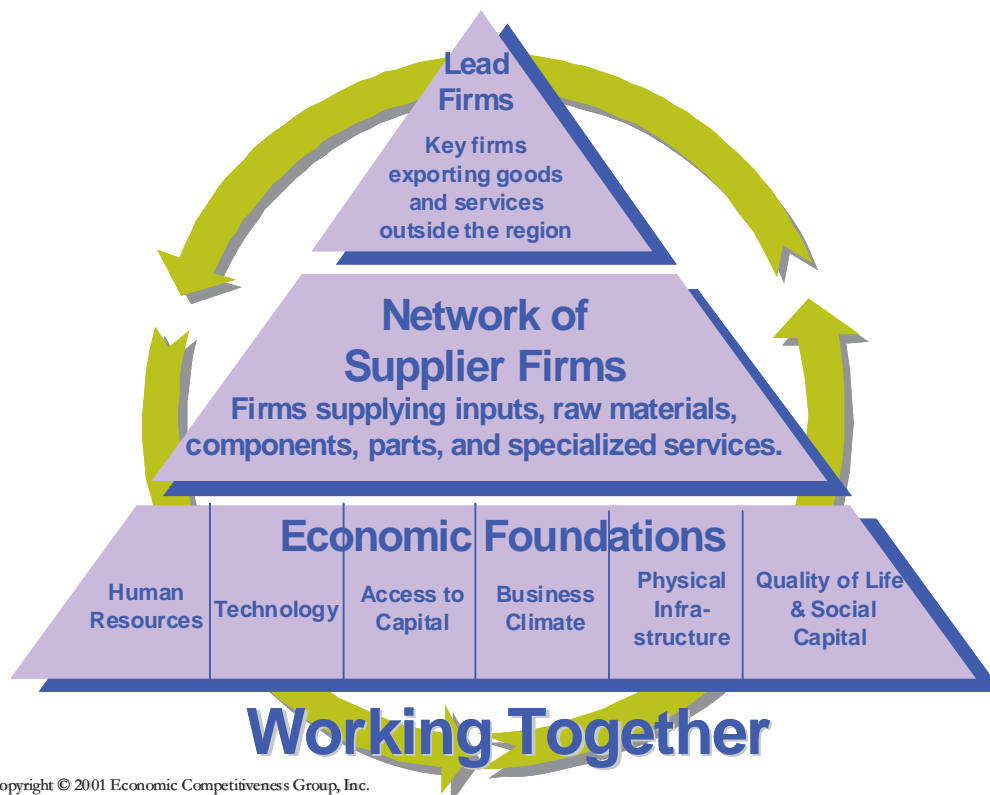 Lead
Firms
Key firms
exporting goods
and services
outside the region
Network of
Supplier Firms
Firms supplying inputs, raw materials,
components, parts, and specialized services.
Economic Foundations
Human
Resources
Technology
Access to
Capital
Business
Climate
Physical
Infra-
structure
Quality of Life
& Social
Capital
Working Together
opyright © 2001 Economic Competitiveness Group, Inc.